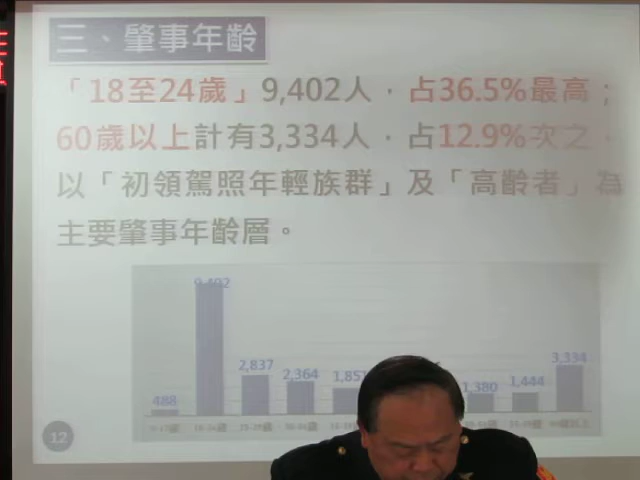 三、肇事年齡
「18至24歲」9,402人，占36.5%最高；
60歲以上計有3,334人，占12.9%次之，
以「初領駕照年輕族群」及「高齡者」為
主要肇事年齡層。
9,402
2,837
2,364
488
1,380
1,444
3,334
12